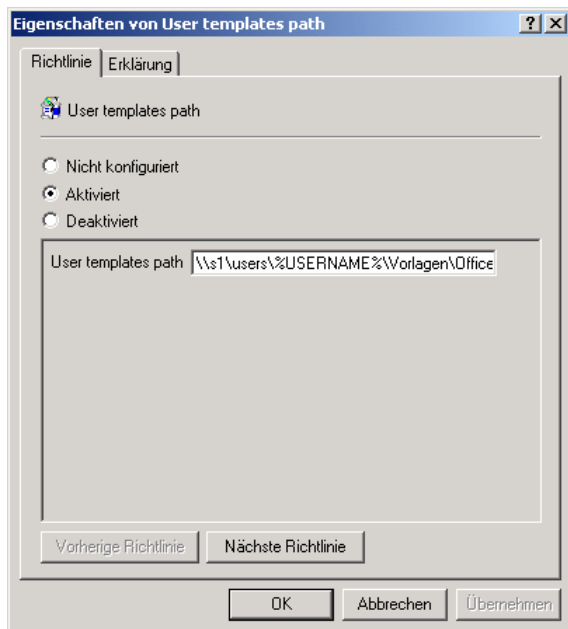 Eigenschaften von User templates path
Richtlinie Erklärung
User templates path
Nicht konfiguriert
Aktiviert
Deaktiviert
User templates path \\s1\users\%USERNAME%\Vorlagen\Office
Vorherige Richtlinie Nächste Richtlinie
OK Abbrechen Übernehmen